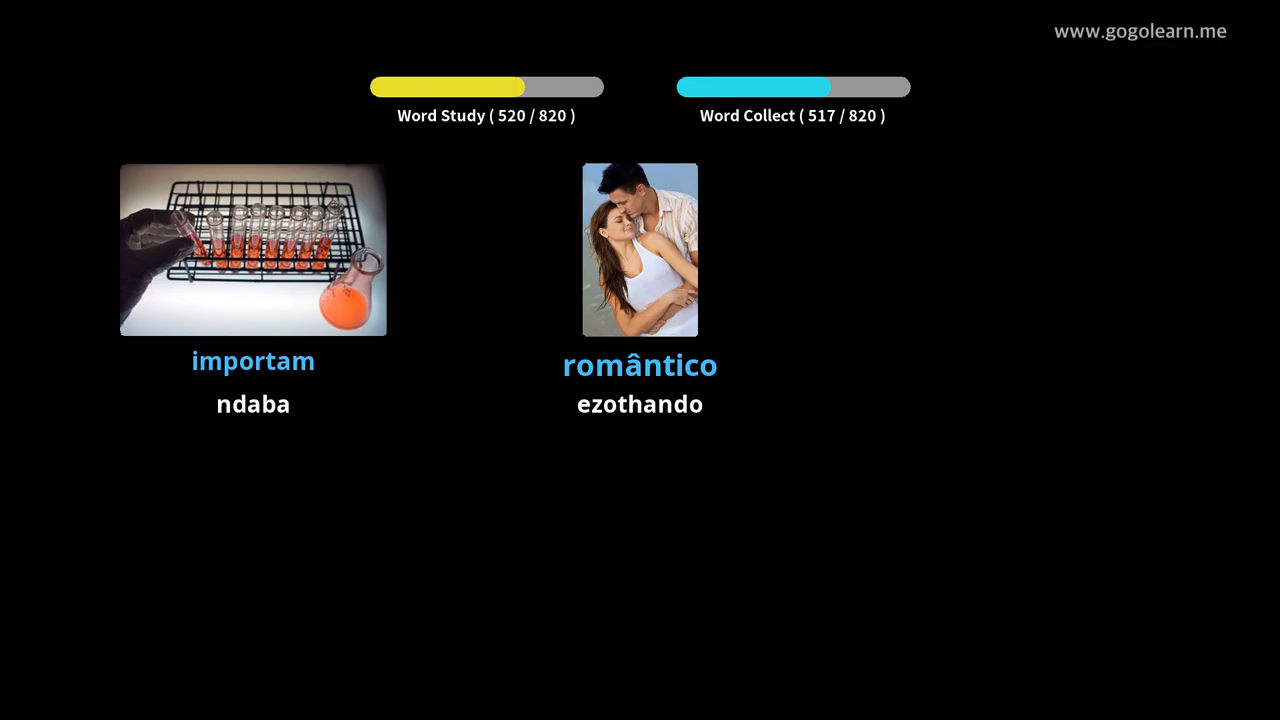 www.gogolearn.me
Word Study ( 520 / 820 )
Word Collect ( 517 / 820 )
importam
ndaba
romântico
ezothando